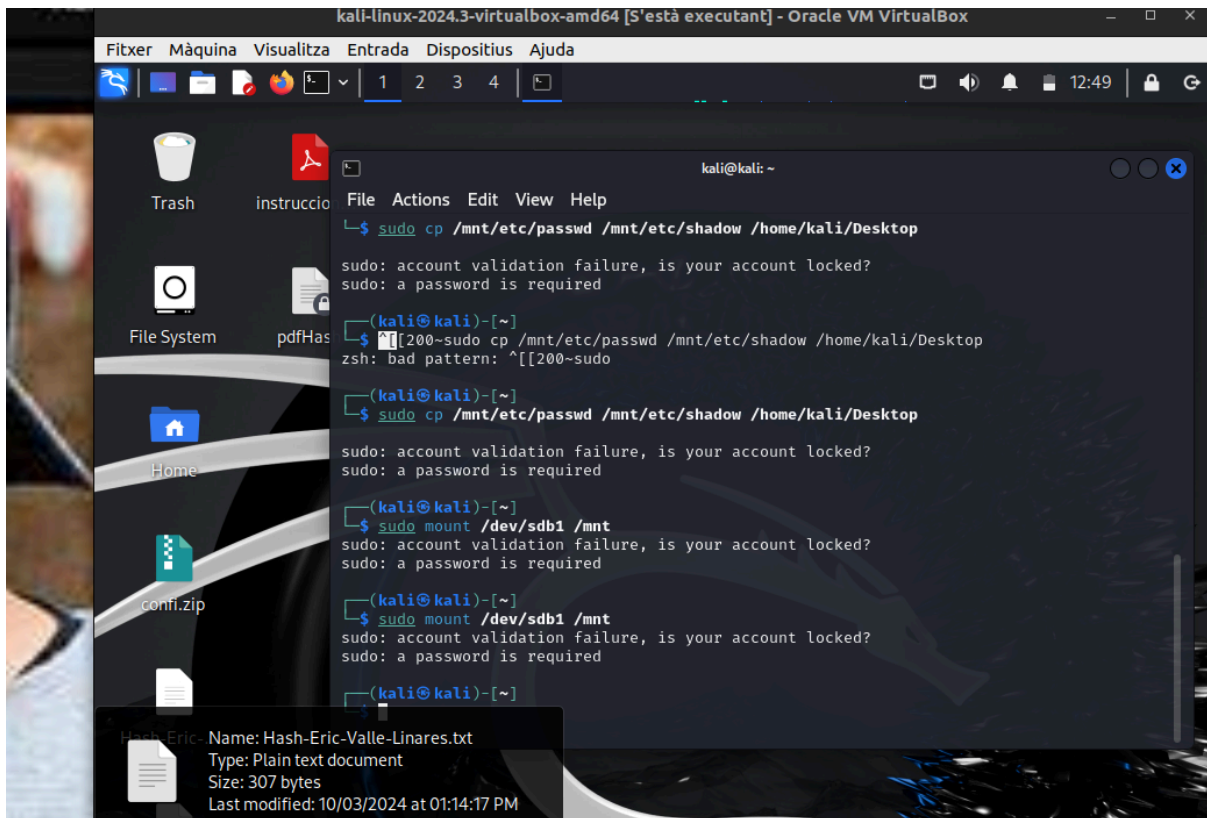 kali-linux-2024.3-virtualbox-amd64 [S'està executant] - Oracle VM VirtualBox
Fitxer Màquina Visualitza Entrada Dispositius Ajuda
1 2 3 4 12:49
kali@kali: ~
File Actions Edit View Help
└─$ sudo cp /mnt/etc/passwd /mnt/etc/shadow /home/kali/Desktop
sudo: account validation failure, is your account locked?
sudo: a password is required
┌──(kali㉿kali)-[~]
└─$ ^[[200~sudo cp /mnt/etc/passwd /mnt/etc/shadow /home/kali/Desktop
zsh: bad pattern: ^[[200~sudo
┌──(kali㉿kali)-[~]
└─$ sudo cp /mnt/etc/passwd /mnt/etc/shadow /home/kali/Desktop
sudo: account validation failure, is your account locked?
sudo: a password is required
┌──(kali㉿kali)-[~]
└─$ sudo mount /dev/sdb1 /mnt
sudo: account validation failure, is your account locked?
sudo: a password is required
┌──(kali㉿kali)-[~]
└─$ sudo mount /dev/sdb1 /mnt
sudo: account validation failure, is your account locked?
sudo: a password is required
┌──(kali㉿kali)-[~]
└─$
Trash
instruccio
File System
pdfHas
Home
confi.zip
Hash-Eric-
Name: Hash-Eric-Valle-Linares.txt
Type: Plain text document
Size: 307 bytes
Last modified: 10/03/2024 at 01:14:17 PM